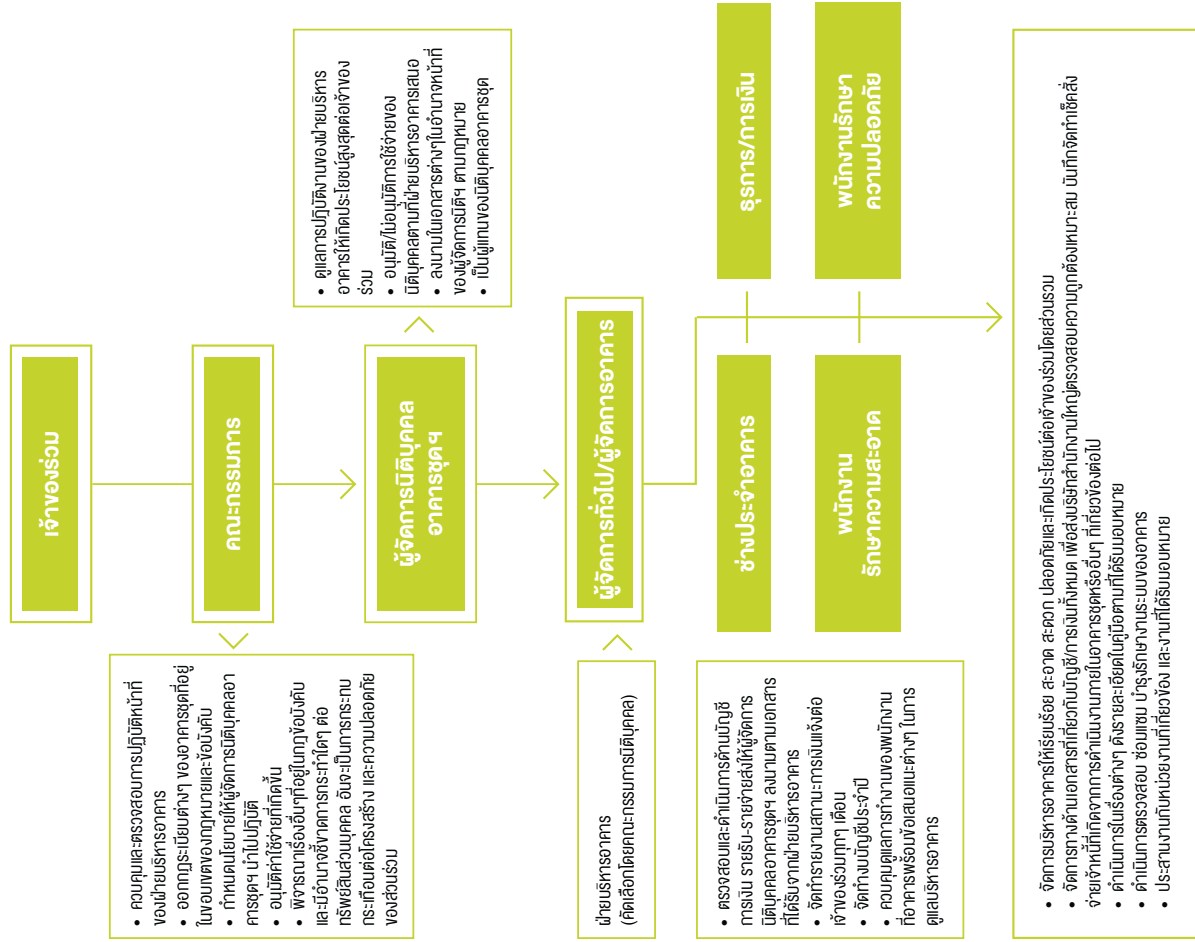 เจ้าของร่วม
คณะกรรมการ
• ควบคุมและตรวจสอบการปฏิบัติหน้าที่
ของฝ่ายบริหารอาคาร
• ออกกฎระเบียบต่างๆ ของอาคารชุดที่อยู่
ในขอบเขตของกฎหมายและข้อบังคับ
• กำหนดนโยบายให้ผู้จัดการนิติบุคคลอา
คารชุดฯ นำไปปฏิบัติ
• อนุมัติค่าใช้จ่ายที่เกิดขึ้น
• พิจารณาเรื่องอื่นๆที่อยู่ในกฎข้อบังคับ
และมีอำนาจชี้ขาดการกระทำใดๆ ต่อ
ทรัพย์สินส่วนบุคคล อันจะเป็นการกระทบ
กระเทือนต่อโครงสร้าง และความปลอดภัย
ของส่วนร่วม
ผู้จัดการนิติบุคคล
อาคารชุดฯ
• ดูแลการปฏิบัติงานของฝ่ายบริหาร
อาคารให้เกิดประโยชน์สูงสุดต่อเจ้าของ
ร่วม
• อนุมัติ/ไม่อนุมัติการใช้จ่ายของ
นิติบุคคลตามที่ฝ่ายบริหารอาคารเสนอ
• ลงนามในเอกสารต่างๆในอำนาจหน้าที่
ของผู้จัดการนิติฯ ตามกฎหมาย
• เป็นผู้แทนของนิติบุคคลอาคารชุด
ฝ่ายบริหารอาคาร
(คัดเลือกโดยคณะกรรมการนิติบุคคล)
ผู้จัดการทั่วไป/ผู้จัดการอาคาร
• ตรวจสอบและดำเนินการด้านบัญชี
การเงิน รายรับ-รายจ่ายส่งให้ผู้จัดการ
นิติบุคคลอาคารชุดฯ ลงนามตามเอกสาร
ที่ได้รับจากฝ่ายบริหารอาคาร
• จัดทำรายงานสถานะการเงินแจ้งต่อ
เจ้าของร่วมทุกๆ เดือน
• จัดทำบัญชีประจำปี
• ควบคุมดูแลการทำงานของพนักงาน
ที่อาคารพร้อมข้อเสนอแนะต่างๆ ในการ
ดูแลบริหารอาคาร
ช่างประจำอาคาร
ธุรการ/การเงิน
พนักงาน
รักษาความสะอาด
พนักงานรักษา
ความปลอดภัย
• จัดการบริหารอาคารให้เรียบร้อย สะอาด สะดวก ปลอดภัยและเกิดประโยชน์ต่อเจ้าของร่วมโดยส่วนรวม
• จัดการทางด้านเอกสารที่เกี่ยวกับบัญชี/การเงินทั้งหมด เพื่อส่งบริษัทสำนักงานใหญ่ตรวจสอบความถูกต้องเหมาะสม บันทึกจัดทำเช็คสั่ง
จ่ายเจ้าหนี้ที่เกิดจากการดำเนินงานภายในอาคารชุดหรืออื่นๆ ที่เกี่ยวข้องต่อไป
• ดำเนินการในเรื่องต่างๆ ดังรายละเอียดในคู่มือตามที่ได้รับมอบหมาย
• ดำเนินการตรวจสอบ ซ่อมแซม บำรุงรักษางานระบบของอาคาร
• ประสานงานกับหน่วยงานที่เกี่ยวข้อง และงานที่ได้รับมอบหมาย